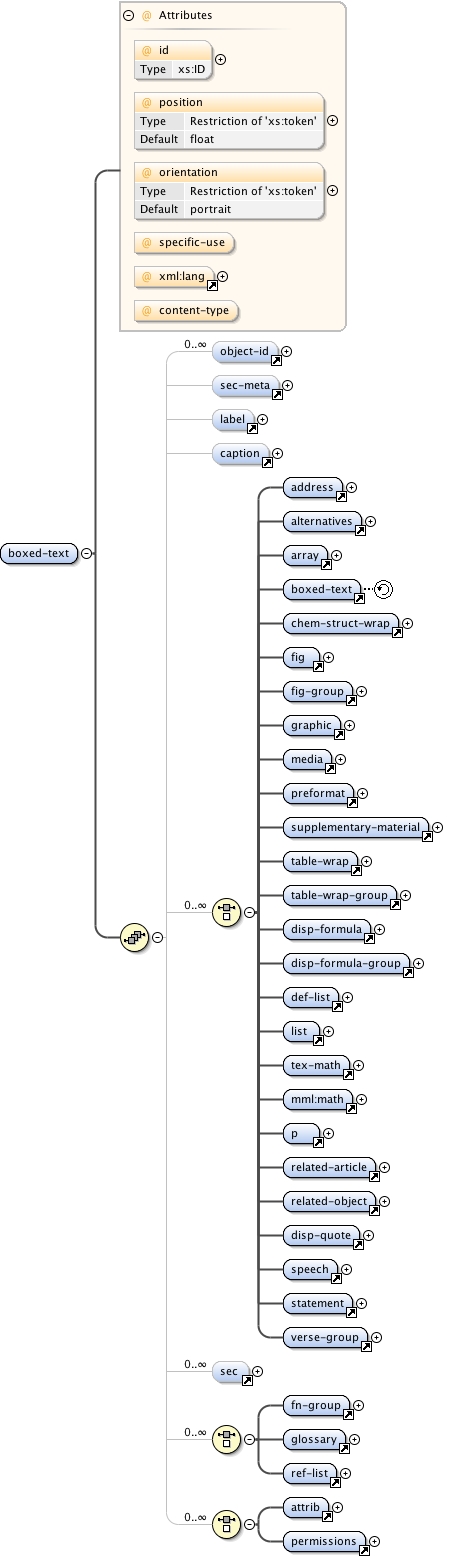 Attributes
@ id
Type xs:ID
@ position
Type Restriction of 'xs:token'
Default float
@ orientation
Type Restriction of 'xs:token'
Default portrait
@ specific-use
@ xml:lang
@ content-type
0..∞ object-id
sec-meta
label
caption
address
alternatives
array
boxed-text
boxed-text
chem-struct-wrap
fig
fig-group
graphic
media
preformat
supplementary-material
table-wrap
table-wrap-group
0..∞
disp-formula
disp-formula-group
def-list
list
tex-math
mml:math
p
related-article
related-object
disp-quote
speech
statement
verse-group
0..∞ sec
fn-group
0..∞ glossary
ref-list
attrib
0..∞
permissions